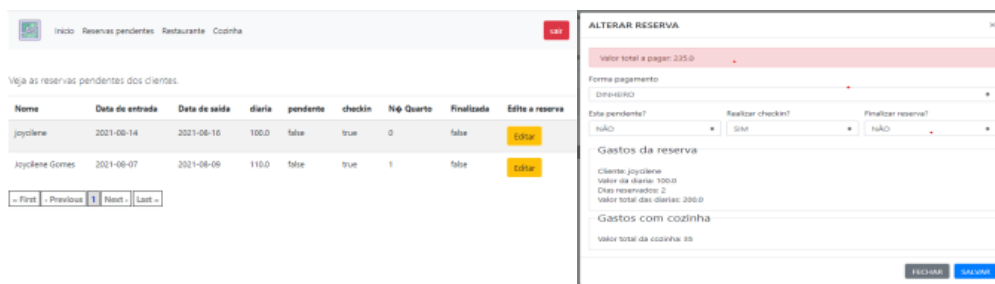 Inicio Reservas pendentes Restaurante Cozinha
sair
Veja as reservas pendentes dos clientes.
Nome Data de entrada Data de saida diaria pendente checkin N� Quarto Finalizada Edite a reserva
joycilene 2021-08-14 2021-08-16 100.0 false true 0 false Editar
Joycilene Gomes 2021-08-07 2021-08-09 110.0 false true 1 false Editar
« First ‹ Previous 1 Next › Last »
ALTERAR RESERVA ×
Valor total a pagar: 235.0
Forma pagamento
DINHEIRO
Esta pendente? Realizar checkin? Finalizar reserva?
NÃO SIM NÃO
Gastos da reserva
Cliente: joycilene
Valor da diaria: 100.0
Dias reservados: 2
Valor total das diarias: 200.0
Gastos com cozinha
Valor total da cozinha: 35
FECHAR SALVAR